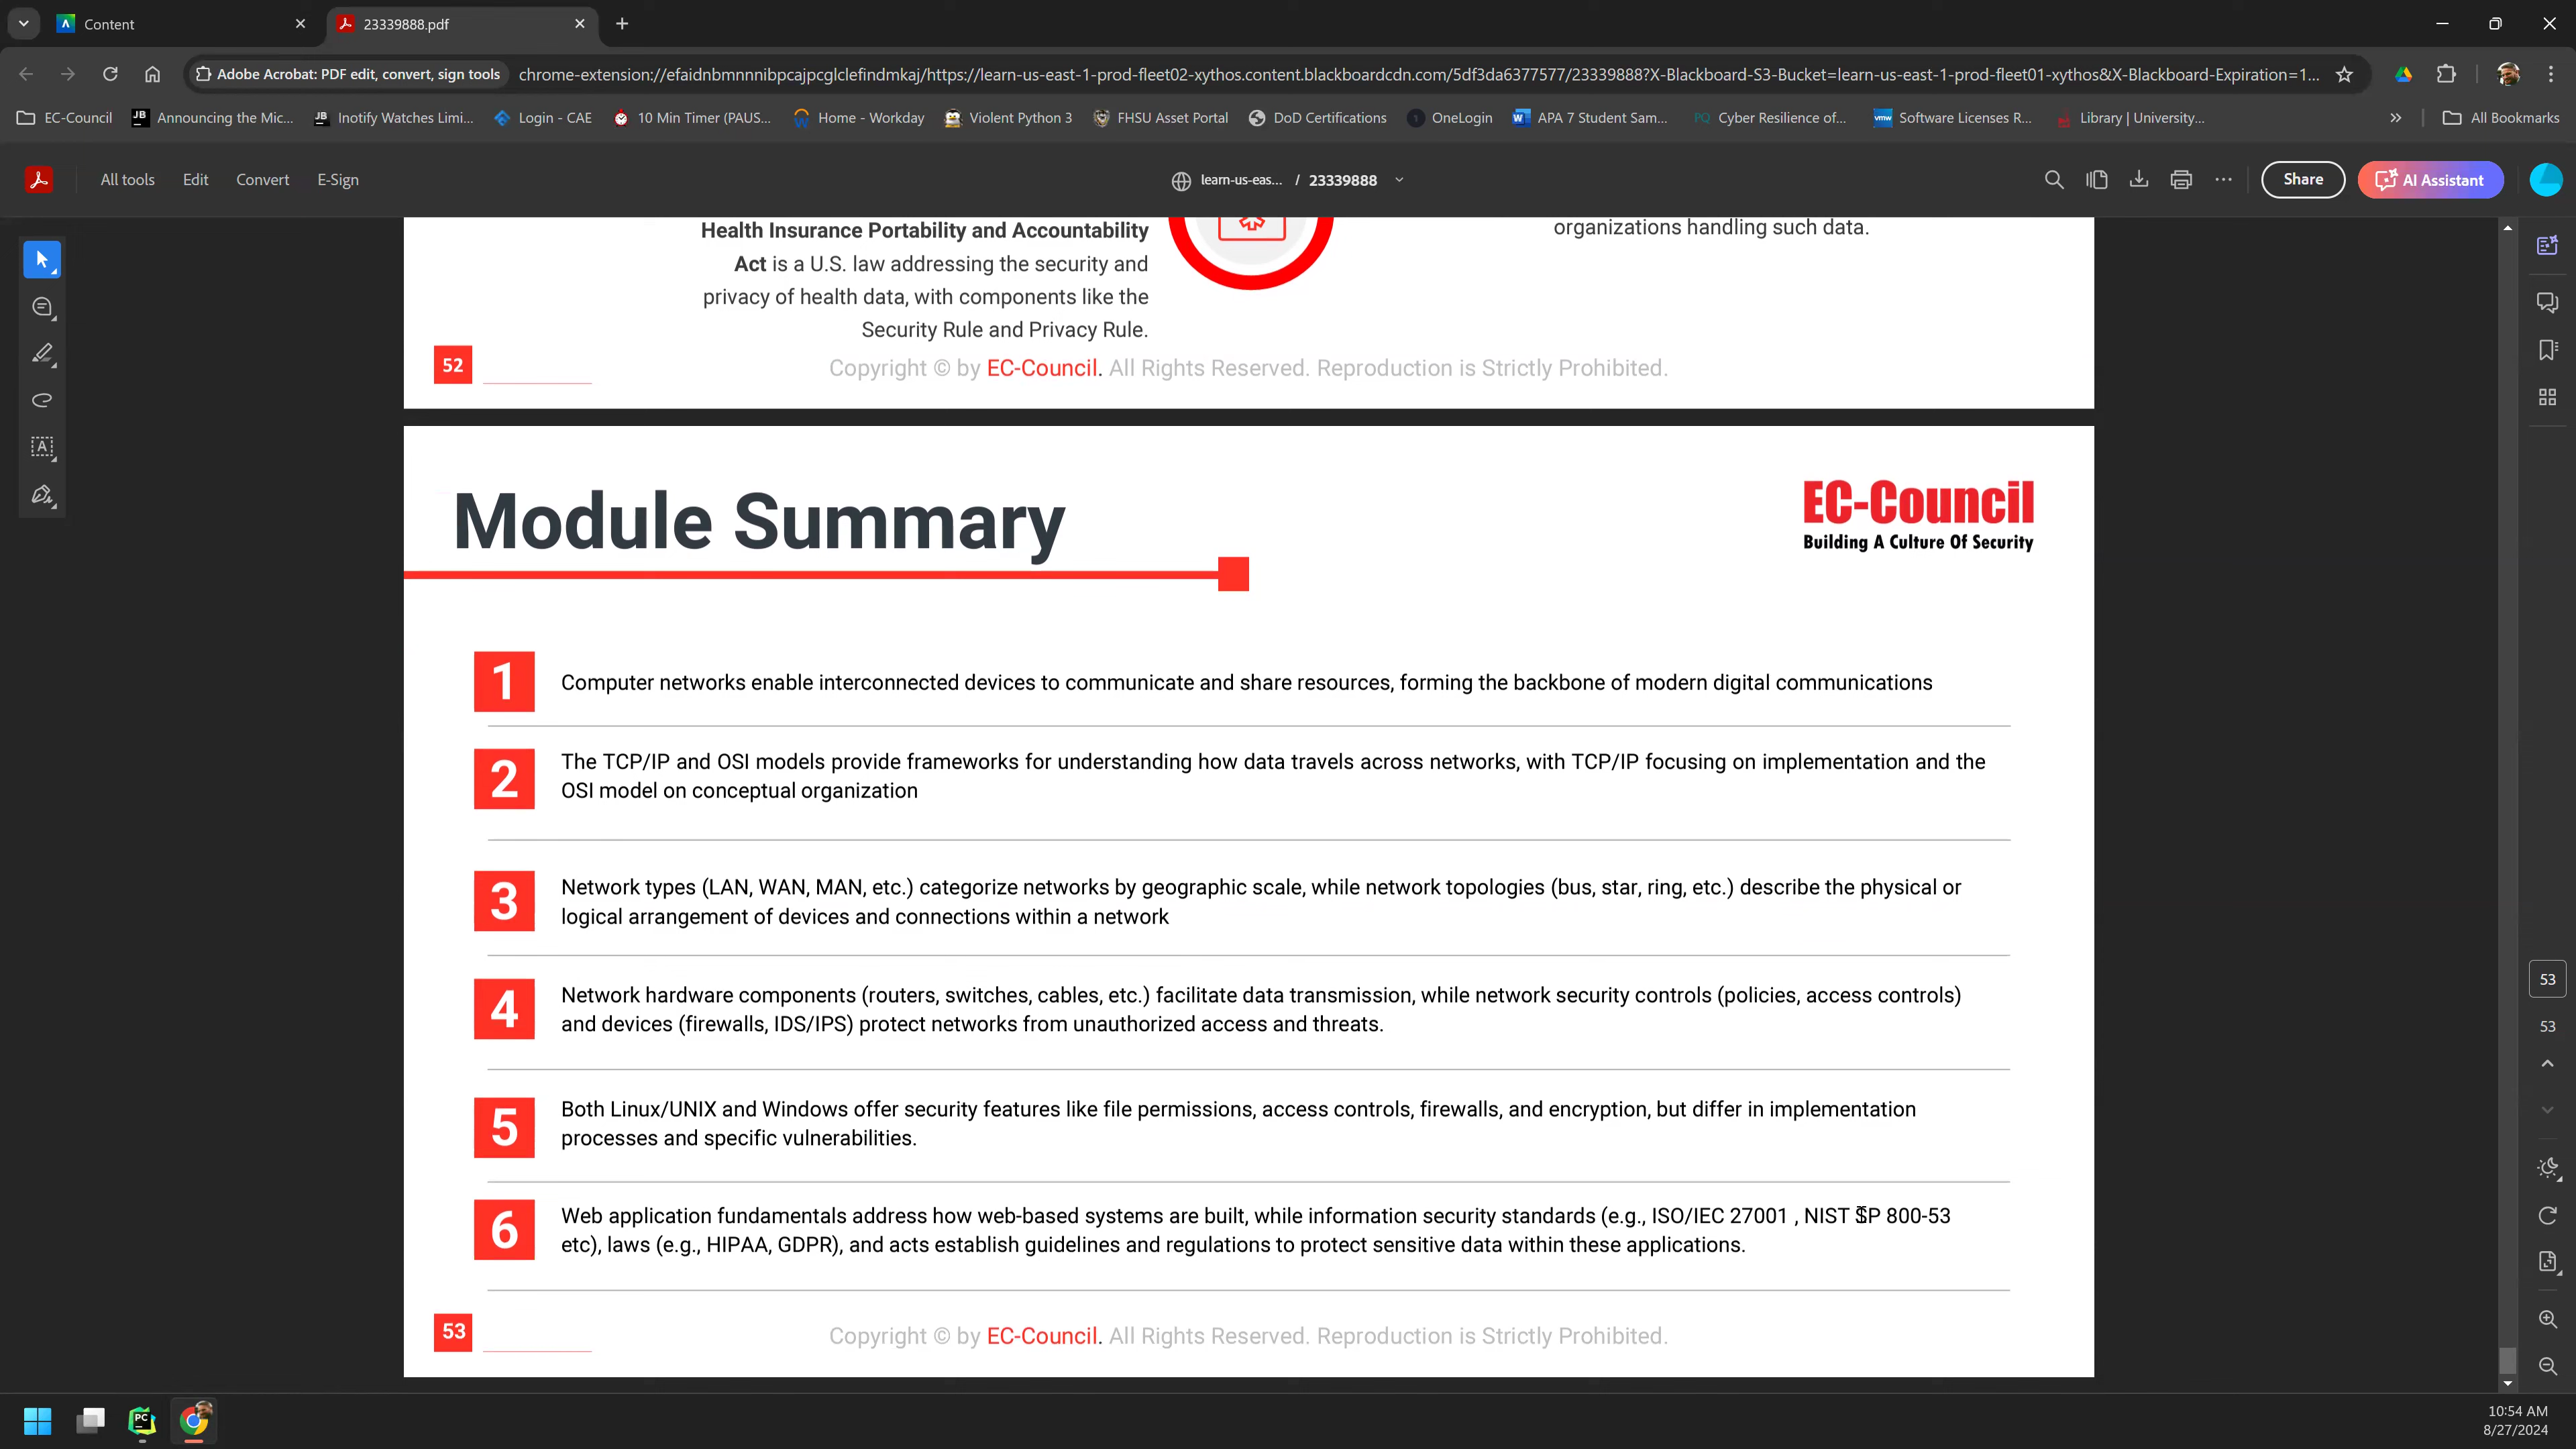 Content
23339888.pdf
Adobe Acrobat: PDF edit, convert, sign tools
chrome-extension://efaidnbmnnnibpcajpcglclefindmkaj/https://learn-us-east-1-prod-fleet02-xythos.content.blackboardcdn.com/5df3da6377577/23339888?X-Blackboard-S3-Bucket=learn-us-east-1-prod-fleet01-xythos&X-Blackboard-Expiration=1...
EC-Council
JB Announcing the Mic...
JB Inotify Watches Limi...
Login - CAE
10 Min Timer (PAUS...
Home - Workday
Violent Python 3
FHSU Asset Portal
DoD Certifications
OneLogin
APA 7 Student Sam...
PQ Cyber Resilience of...
vmw Software Licenses R...
Library | University...
All Bookmarks
All tools
Edit
Convert
E-Sign
learn-us-eas... / 23339888
Share
AI Assistant
Health Insurance Portability and Accountability
Act is a U.S. law addressing the security and
privacy of health data, with components like the
Security Rule and Privacy Rule.
organizations handling such data.
52
Copyright © by EC-Council. All Rights Reserved. Reproduction is Strictly Prohibited.
Module Summary
EC-Council
Building A Culture Of Security
1
Computer networks enable interconnected devices to communicate and share resources, forming the backbone of modern digital communications
2
The TCP/IP and OSI models provide frameworks for understanding how data travels across networks, with TCP/IP focusing on implementation and the
OSI model on conceptual organization
3
Network types (LAN, WAN, MAN, etc.) categorize networks by geographic scale, while network topologies (bus, star, ring, etc.) describe the physical or
logical arrangement of devices and connections within a network
4
Network hardware components (routers, switches, cables, etc.) facilitate data transmission, while network security controls (policies, access controls)
and devices (firewalls, IDS/IPS) protect networks from unauthorized access and threats.
5
Both Linux/UNIX and Windows offer security features like file permissions, access controls, firewalls, and encryption, but differ in implementation
processes and specific vulnerabilities.
6
Web application fundamentals address how web-based systems are built, while information security standards (e.g., ISO/IEC 27001 , NIST SP 800-53
etc), laws (e.g., HIPAA, GDPR), and acts establish guidelines and regulations to protect sensitive data within these applications.
53
Copyright © by EC-Council. All Rights Reserved. Reproduction is Strictly Prohibited.
53
53
PC
10:54 AM
8/27/2024